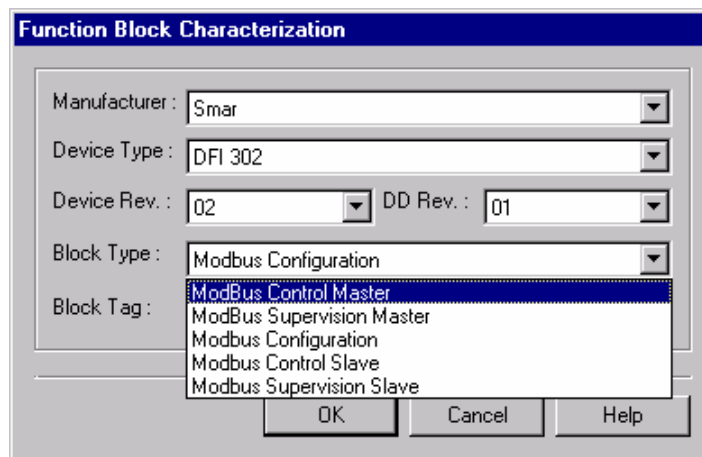 Function Block Characterization
Manufacturer : Smar
Device Type : DFI 302
Device Rev. : 02 DD Rev. : 01
Block Type : Modbus Configuration
ModBus Control Master
Block Tag :
ModBus Supervision Master
Modbus Configuration
Modbus Control Slave
Modbus Supervision Slave
OK Cancel Help